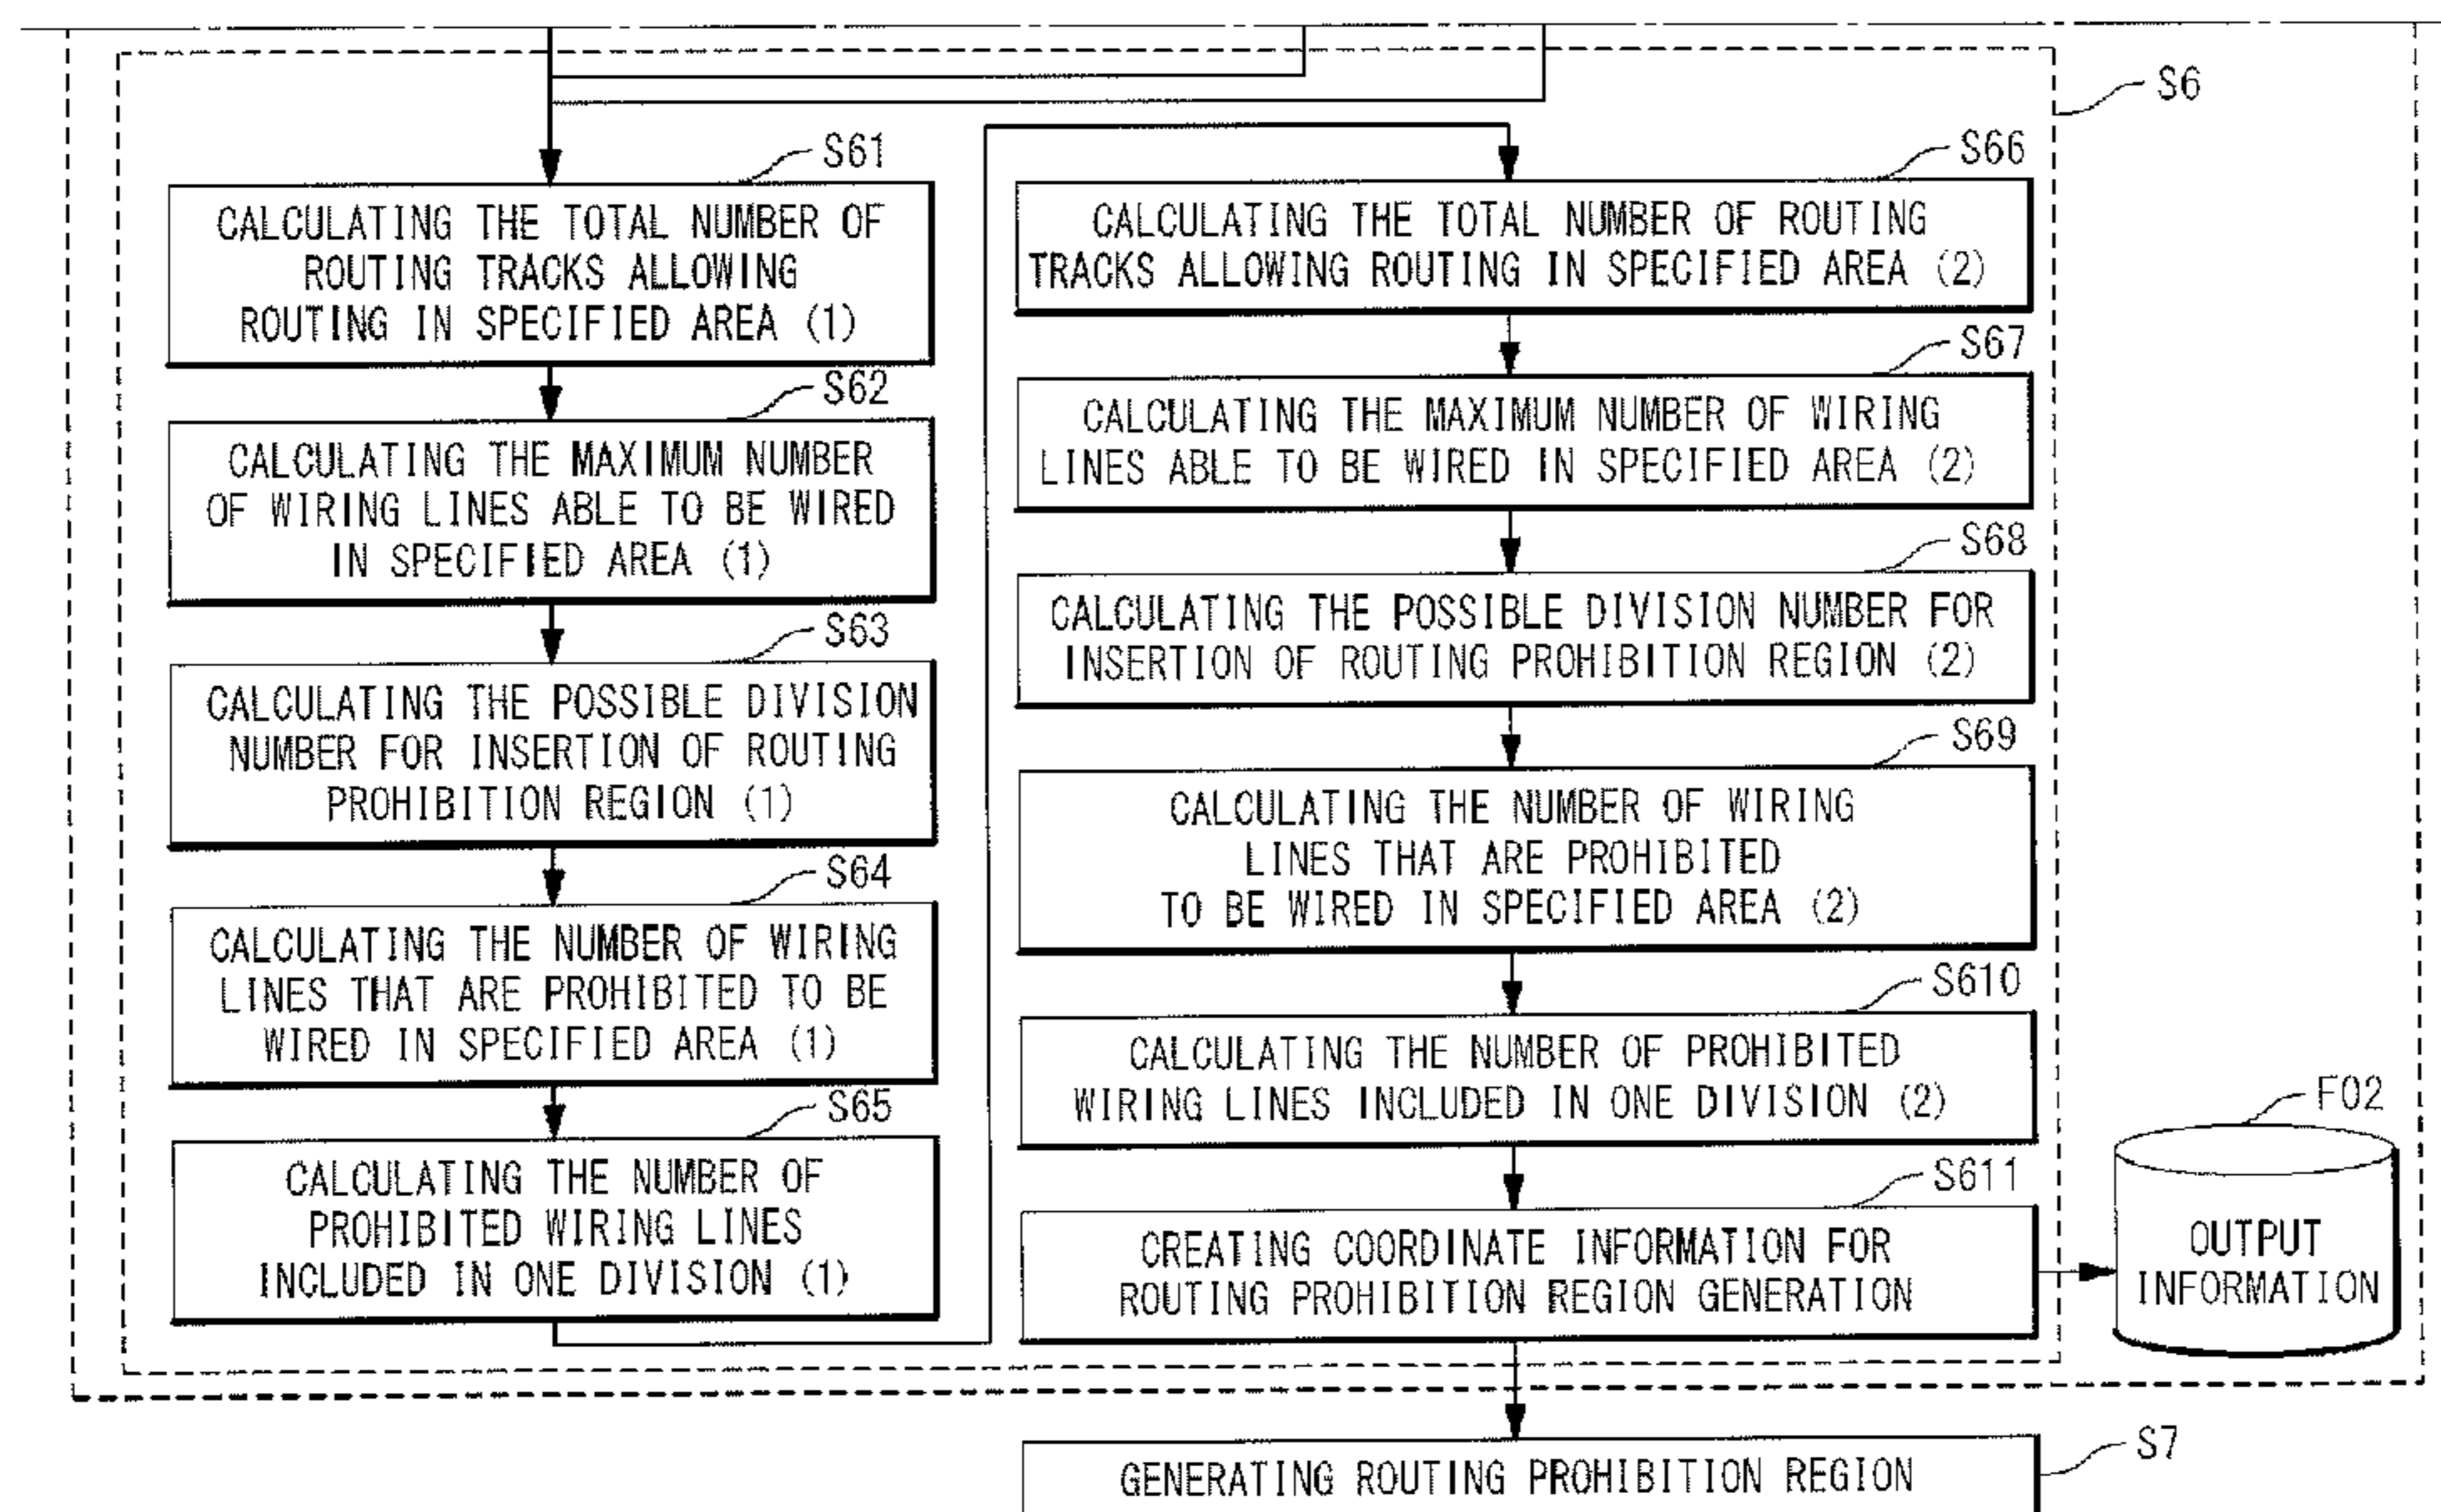 S6
S61
CALCULATING THE TOTAL NUMBER OF
ROUTING TRACKS ALLOWING
ROUTING IN SPECIFIED AREA (1)
S62
CALCULATING THE MAXIMUM NUMBER
OF WIRING LINES ABLE TO BE WIRED
IN SPECIFIED AREA (1)
S63
CALCULATING THE POSSIBLE DIVISION
NUMBER FOR INSERTION OF ROUTING
PROHIBITION REGION (1)
S64
CALCULATING THE NUMBER OF WIRING
LINES THAT ARE PROHIBITED TO BE
WIRED IN SPECIFIED AREA (1)
S65
CALCULATING THE NUMBER OF
PROHIBITED WIRING LINES
INCLUDED IN ONE DIVISION (1)
S66
CALCULATING THE TOTAL NUMBER OF ROUTING
TRACKS ALLOWING ROUTING IN SPECIFIED AREA (2)
S67
CALCULATING THE MAXIMUM NUMBER OF WIRING
LINES ABLE TO BE WIRED IN SPECIFIED AREA (2)
S68
CALCULATING THE POSSIBLE DIVISION NUMBER FOR
INSERTION OF ROUTING PROHIBITION REGION (2)
S69
CALCULATING THE NUMBER OF WIRING
LINES THAT ARE PROHIBITED
TO BE WIRED IN SPECIFIED AREA (2)
S610
CALCULATING THE NUMBER OF PROHIBITED
WIRING LINES INCLUDED IN ONE DIVISION (2)
S611
CREATING COORDINATE INFORMATION FOR
ROUTING PROHIBITION REGION GENERATION
F02
OUTPUT
INFORMATION
S7
GENERATING ROUTING PROHIBITION REGION